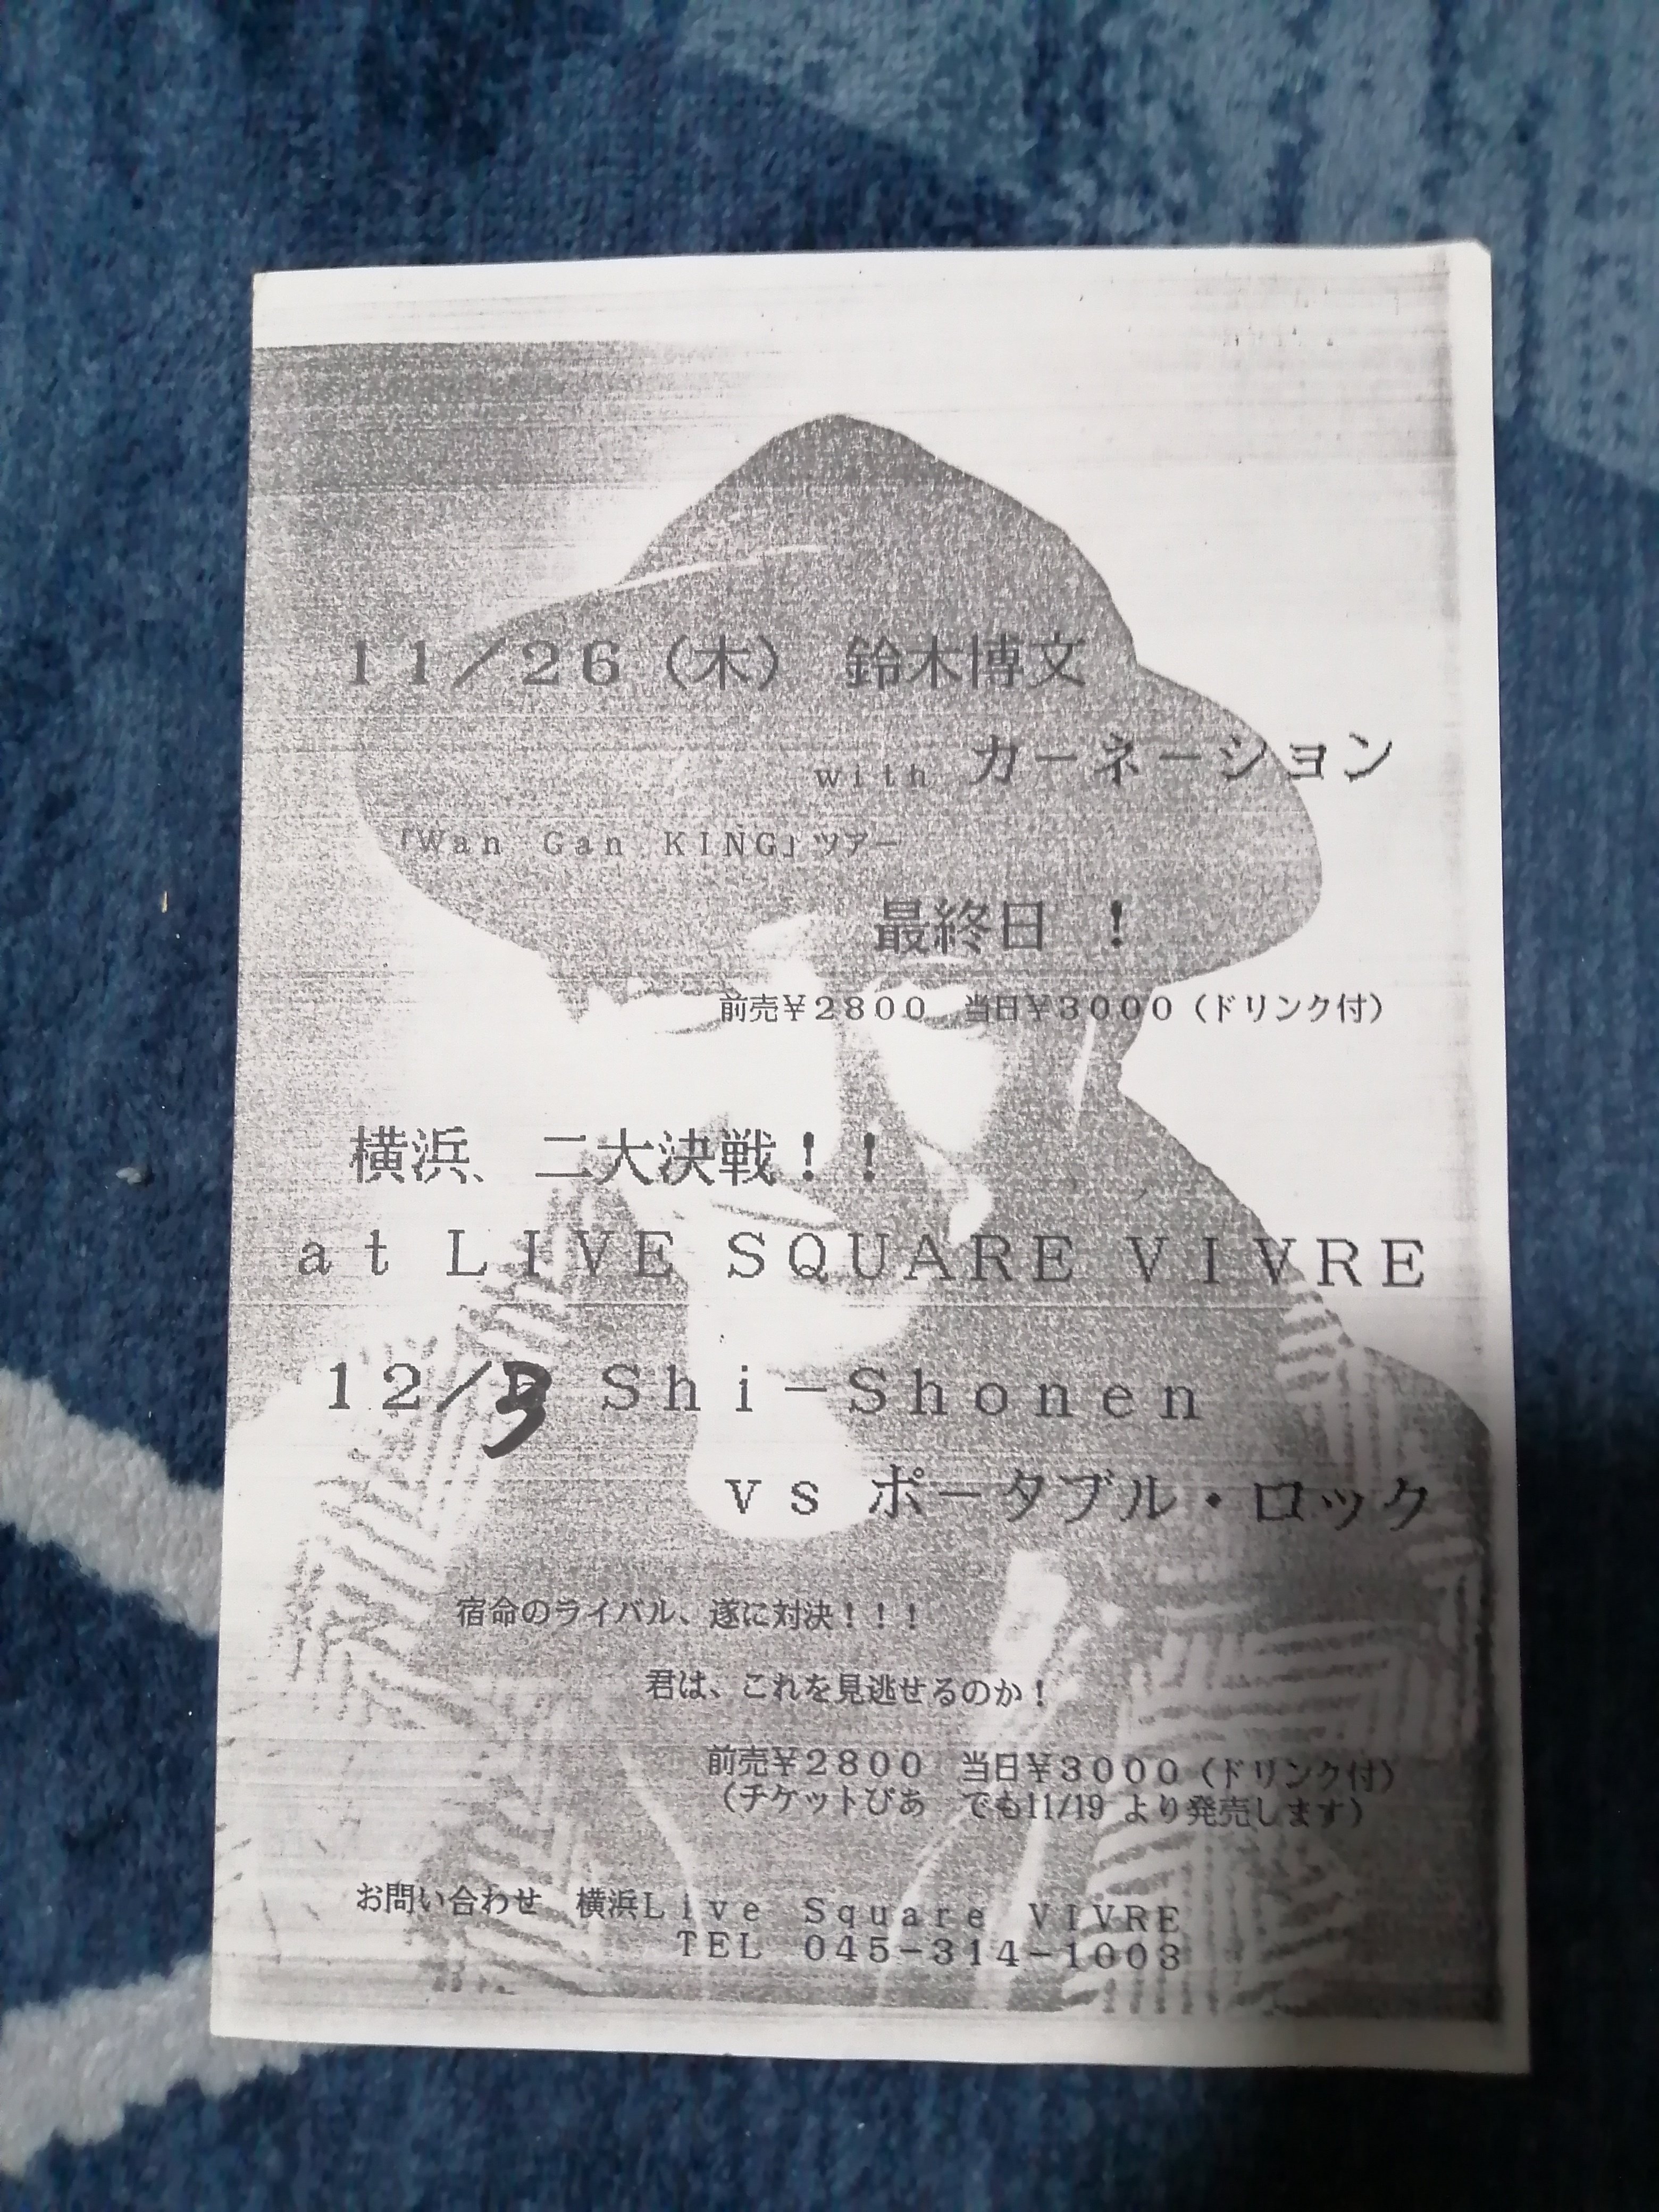 11/26(木) 鈴木博文
with カーネーション
「Wan Gan KING」ツアー
最終日 !
前売¥2800 当日¥3000(ドリンク付)
横浜、二大決戦!!
at LIVE SQUARE VIVRE
12/3 Shi-Shonen
vs ポータブル・ロック
宿命のライバル、遂に対決!!!
君は、これを見逃せるのか!
前売¥2800 当日¥3000(ドリンク付)
(チケットぴあ でも11/19 より発売します)
お問い合わせ 横浜Live Square VIVRE
TEL 045-314-1003